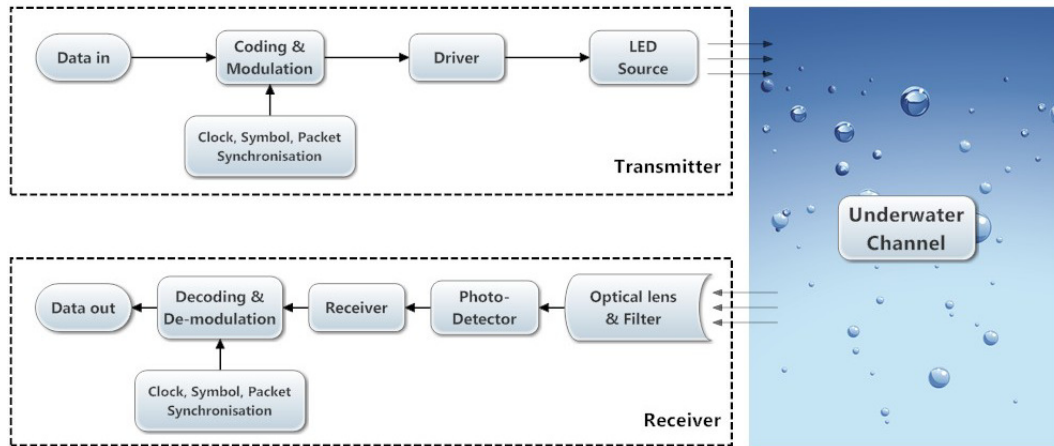 Data in
Coding &
Modulation
Driver
LED
Source
Clock, Symbol, Packet
Synchronisation
Transmitter
Underwater
Channel
Data out
Decoding &
De-modulation
Receiver
Photo-
Detector
Optical lens
& Filter
Clock, Symbol, Packet
Synchronisation
Receiver